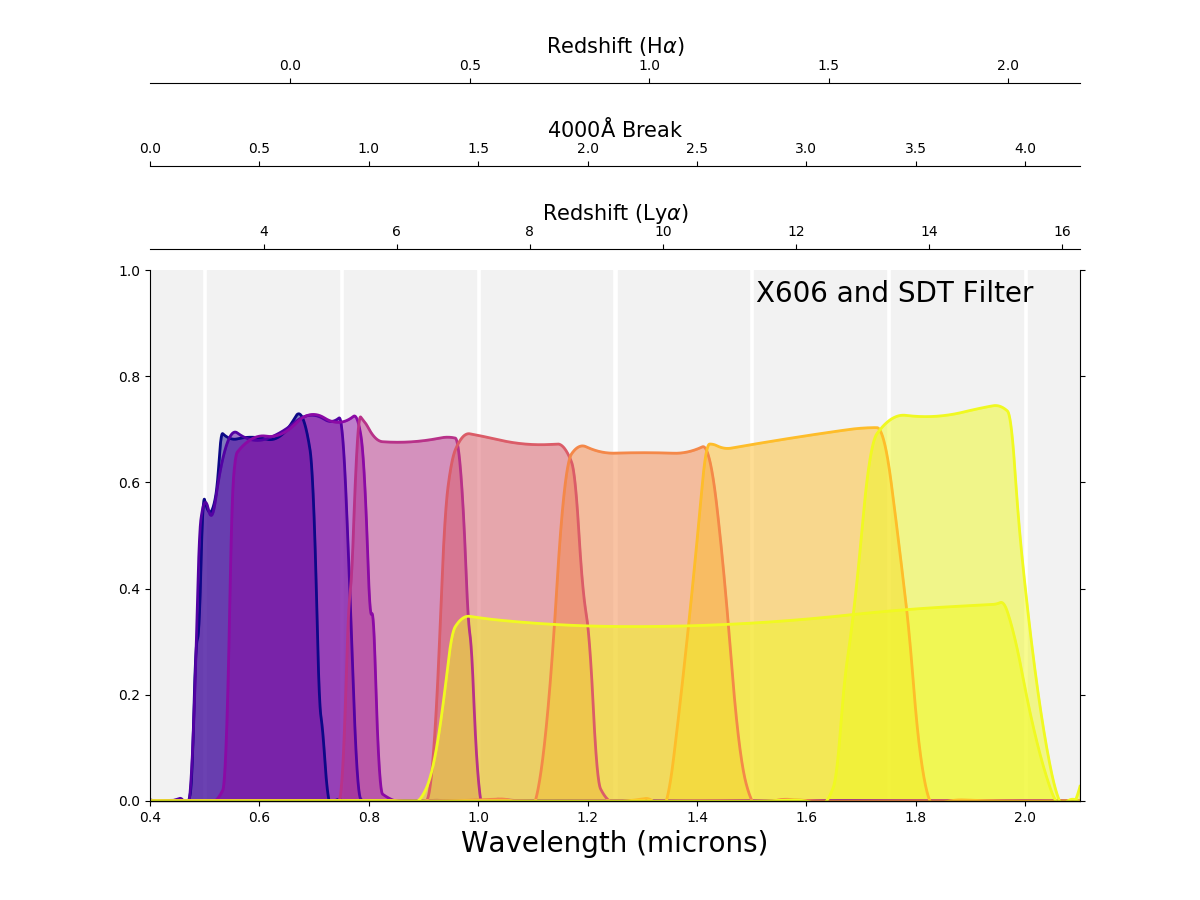 Redshift (Hα)
0.0 0.5 1.0 1.5 2.0
4000Å Break
0.0 0.5 1.0 1.5 2.0 2.5 3.0 3.5 4.0
Redshift (Lyα)
4 6 8 10 12 14 16
X606 and SDT Filter
1.0
0.8
0.6
0.4
0.2
0.0
0.4 0.6 0.8 1.0 1.2 1.4 1.6 1.8 2.0
Wavelength (microns)